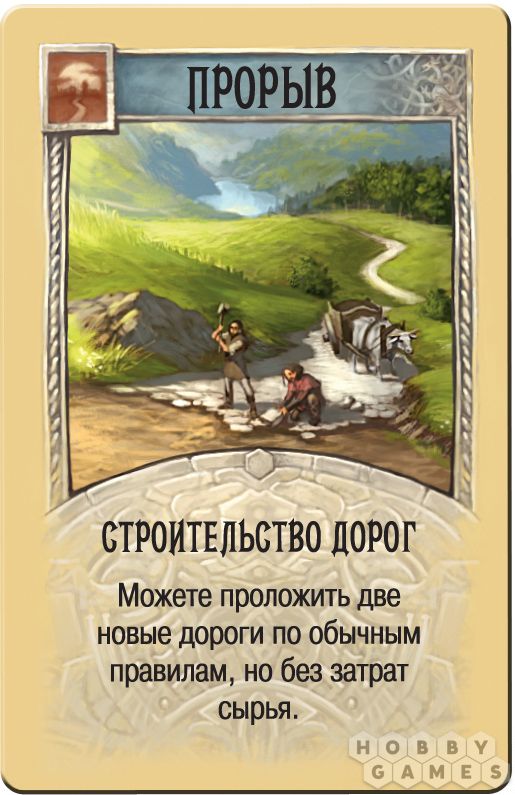 ПРОРЫВ
СТРОИТЕЛЬСТВО ДОРОГ
Можете проложить две
новые дороги по обычным
правилам, но без затрат
сырья.
HOBBY
GAMES